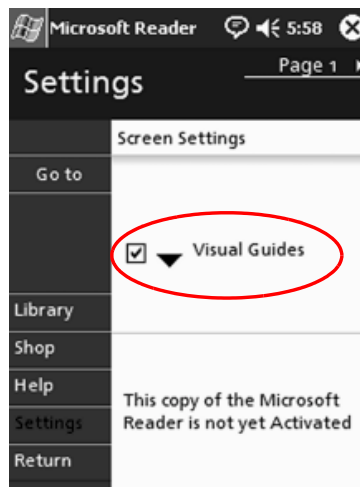 Microsoft Reader 5:58
Settings
Page 1
Screen Settings
Go to
Visual Guides
Library
Shop
Help
This copy of the Microsoft
Reader is not yet Activated
Settings
Return